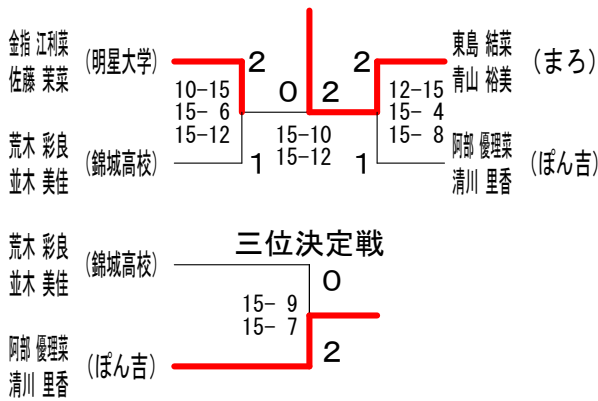 金指 江利菜
佐藤 茉菜
(明星大学)
2
10-15
15- 6
15-12
荒木 彩良
並木 美佳
(錦城高校)
1
0
2
15-10
15-12
東島 結菜
青山 裕美
(まろ)
2
12-15
15- 4
15- 8
阿部 優理菜
清川 里香
(ぽん吉)
1
三位決定戦
荒木 彩良
並木 美佳
(錦城高校)
0
15- 9
15- 7
阿部 優理菜
清川 里香
(ぽん吉)
2